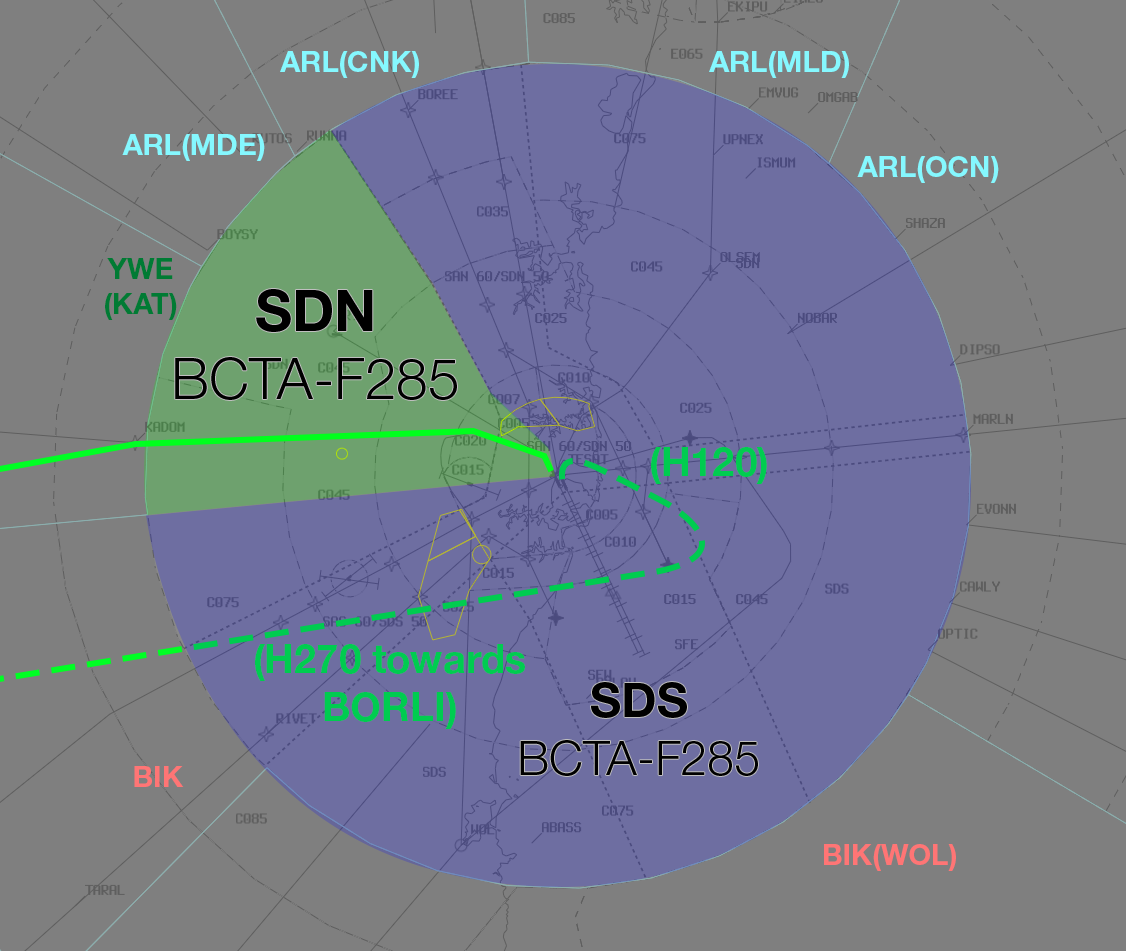 C085
EKIPU
ARL(CNK)
E065
ARL(MLD)
BOREE
EMVUG
OMGAB
ARL(MDE)
RUNNA
C075
UPNEX
ISMUM
ARL(OCN)
C035
SHAZA
BOYSY
YWE
(KAT)
SAN 60/SDN 50
C045
OLSEM
SDN
SDN
BCTA-F285
C025
NOBAR
DIPSO
C045
C010
C007
C025
MARLN
KADOM
C005
C020
SAN 60/SDN 50
TESAT
(H120)
C015
C045
C005
EVONN
C010
C015
C075
C015
C045
SDS
CAWLY
OPTIC
SFE
(H270 towards
BORLI)
SDS
BCTA-F285
RIVET
BIK
SDS
C085
C075
WOL
ABASS
BIK(WOL)
TARAL